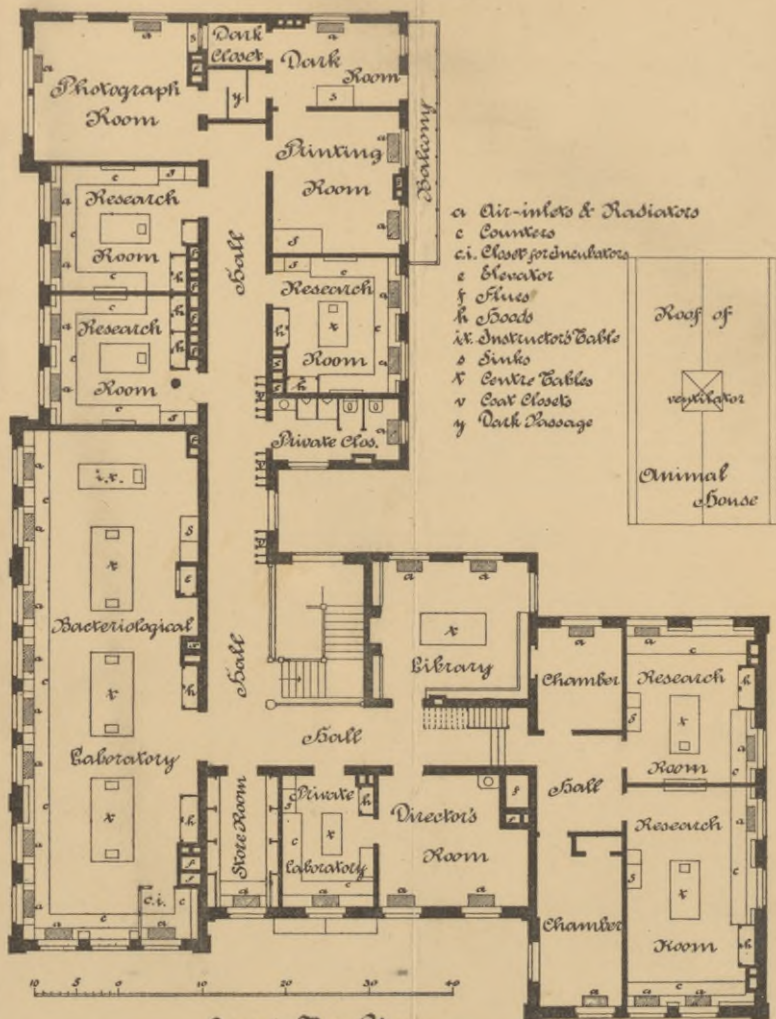 Photograph
Room
a
a
s
f
Dark
Closet
y
a
Dark
Room
s
Printing
Room
a
a
s
Balcony
Research
Room
a
s
c
h
Research
Room
a
s
c
h
Hall
s
Research
Room
x
c
h
h
s
a
a
Private Clos.
a
a Air-inlets & Radiators
c Counters
c.i. Closet for Incubators
e Elevator
f Flues
h Hoods
ix. Instructor's Table
s Sinks
x Centre Tables
v Coat Closets
y Dark Passage
Roof of
ventilator
Animal
House
i.x.
x
s
e
Bacteriological
x
h
Laboratory
x
h
c.i.
c
a
a
Hall
Hall
a
a
x
Library
Store Room
a
Private
Laboratory
h
c
a
Director's
Room
a
a
Chamber
a
Research
Room
a
c
h
s
x
a
Hall
Research
Room
s
x
c
h
a
a
a
Chamber
a
10 5 0 10 20 30 40